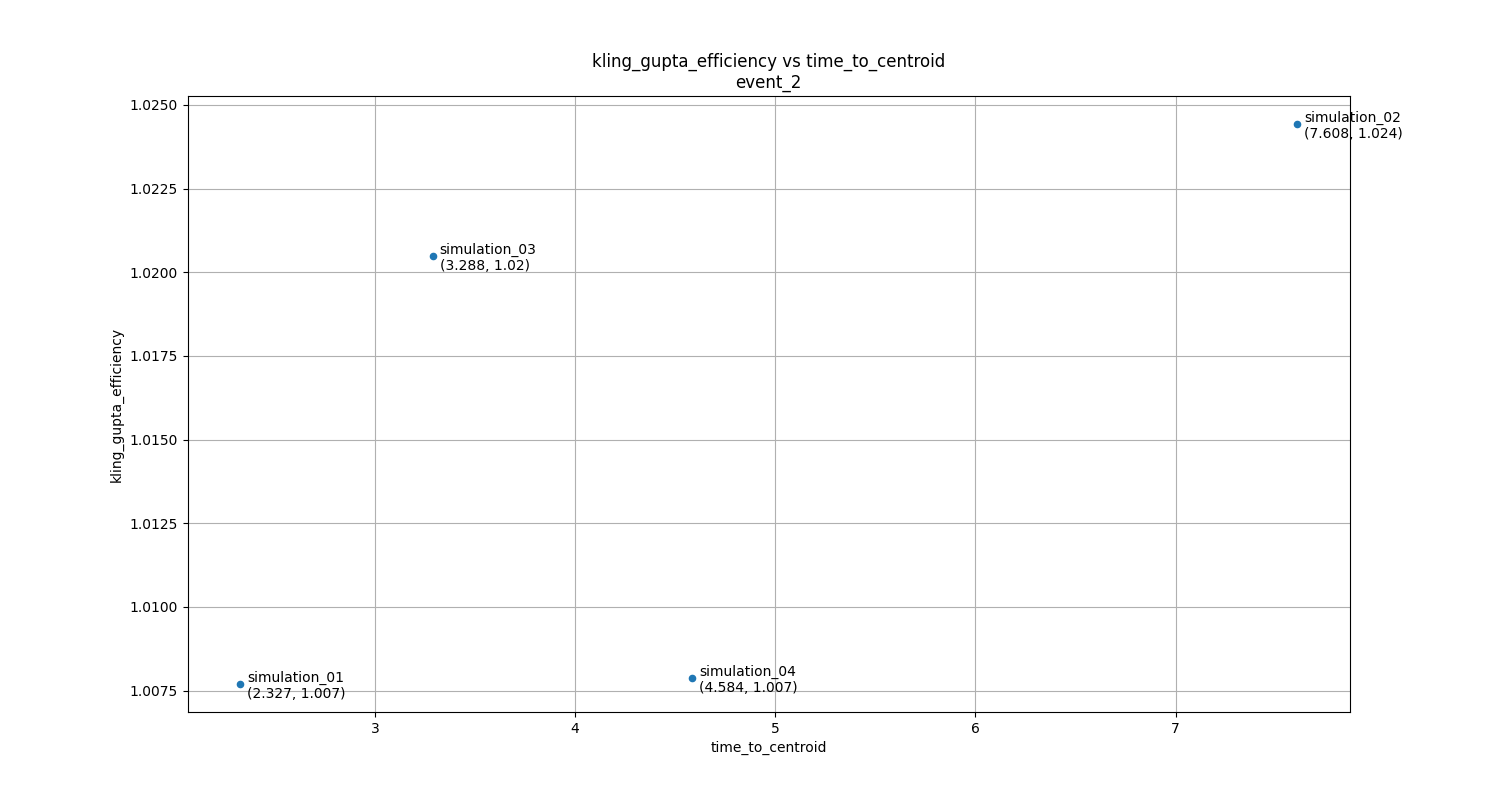 kling_gupta_efficiency vs time_to_centroid
event_2
1.0250
1.0225
1.0200
1.0175
1.0150
1.0125
1.0100
1.0075
kling_gupta_efficiency
simulation_02
(7.608, 1.024)
simulation_03
(3.288, 1.02)
simulation_01
(2.327, 1.007)
simulation_04
(4.584, 1.007)
3
4
5
6
7
time_to_centroid